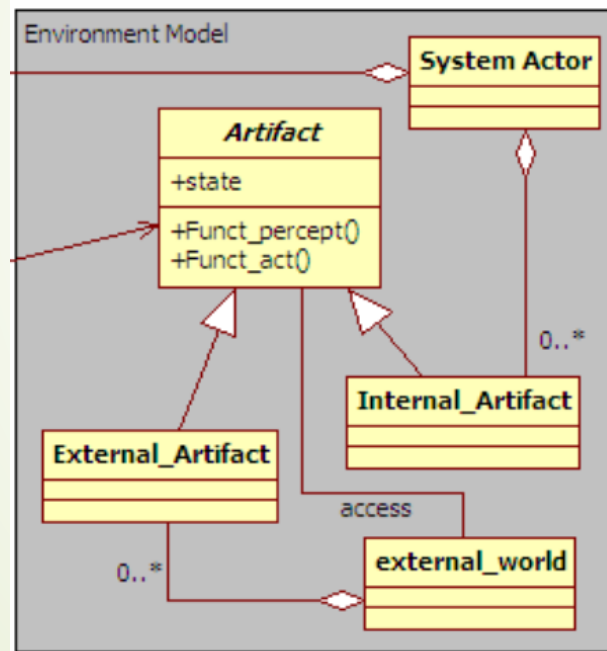 Environment Model
System Actor
Artifact
+state
+Funct_percept()
+Funct_act()
0..*
Internal_Artifact
External_Artifact
access
0..*
external_world